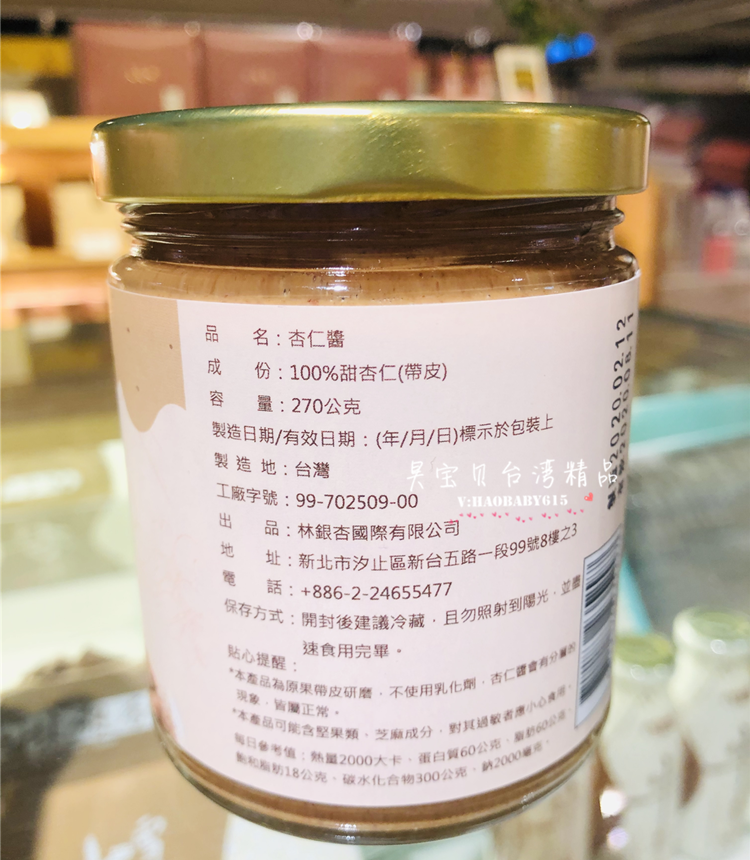 品　　名：杏仁醬
成　　份：100%甜杏仁(帶皮)
容　　量：270公克
製造日期/有效日期：(年/月/日)標示於包裝上
製 造 地：台灣
工廠字號：99-702509-00
出　　品：林銀杏國際有限公司
地　　址：新北市汐止區新台五路一段99號8樓之3
電　　話：+886-2-24655477
保存方式：開封後建議冷藏，且勿照射到陽光，並盡
速食用完畢。
貼心提醒：
*本產品為原果帶皮研磨，不使用乳化劑，杏仁醬會有分層的
現象，皆屬正常。
*本產品可能含堅果類，芝麻成分，對其過敏者應小心食用。
每日參考值：熱量2000大卡、蛋白質60公克、脂肪60公克、
飽和脂肪18公克、碳水化合物300公克、鈉2000毫克。
2020.02.12
昊宝贝台湾精品
V:HAOBABY615